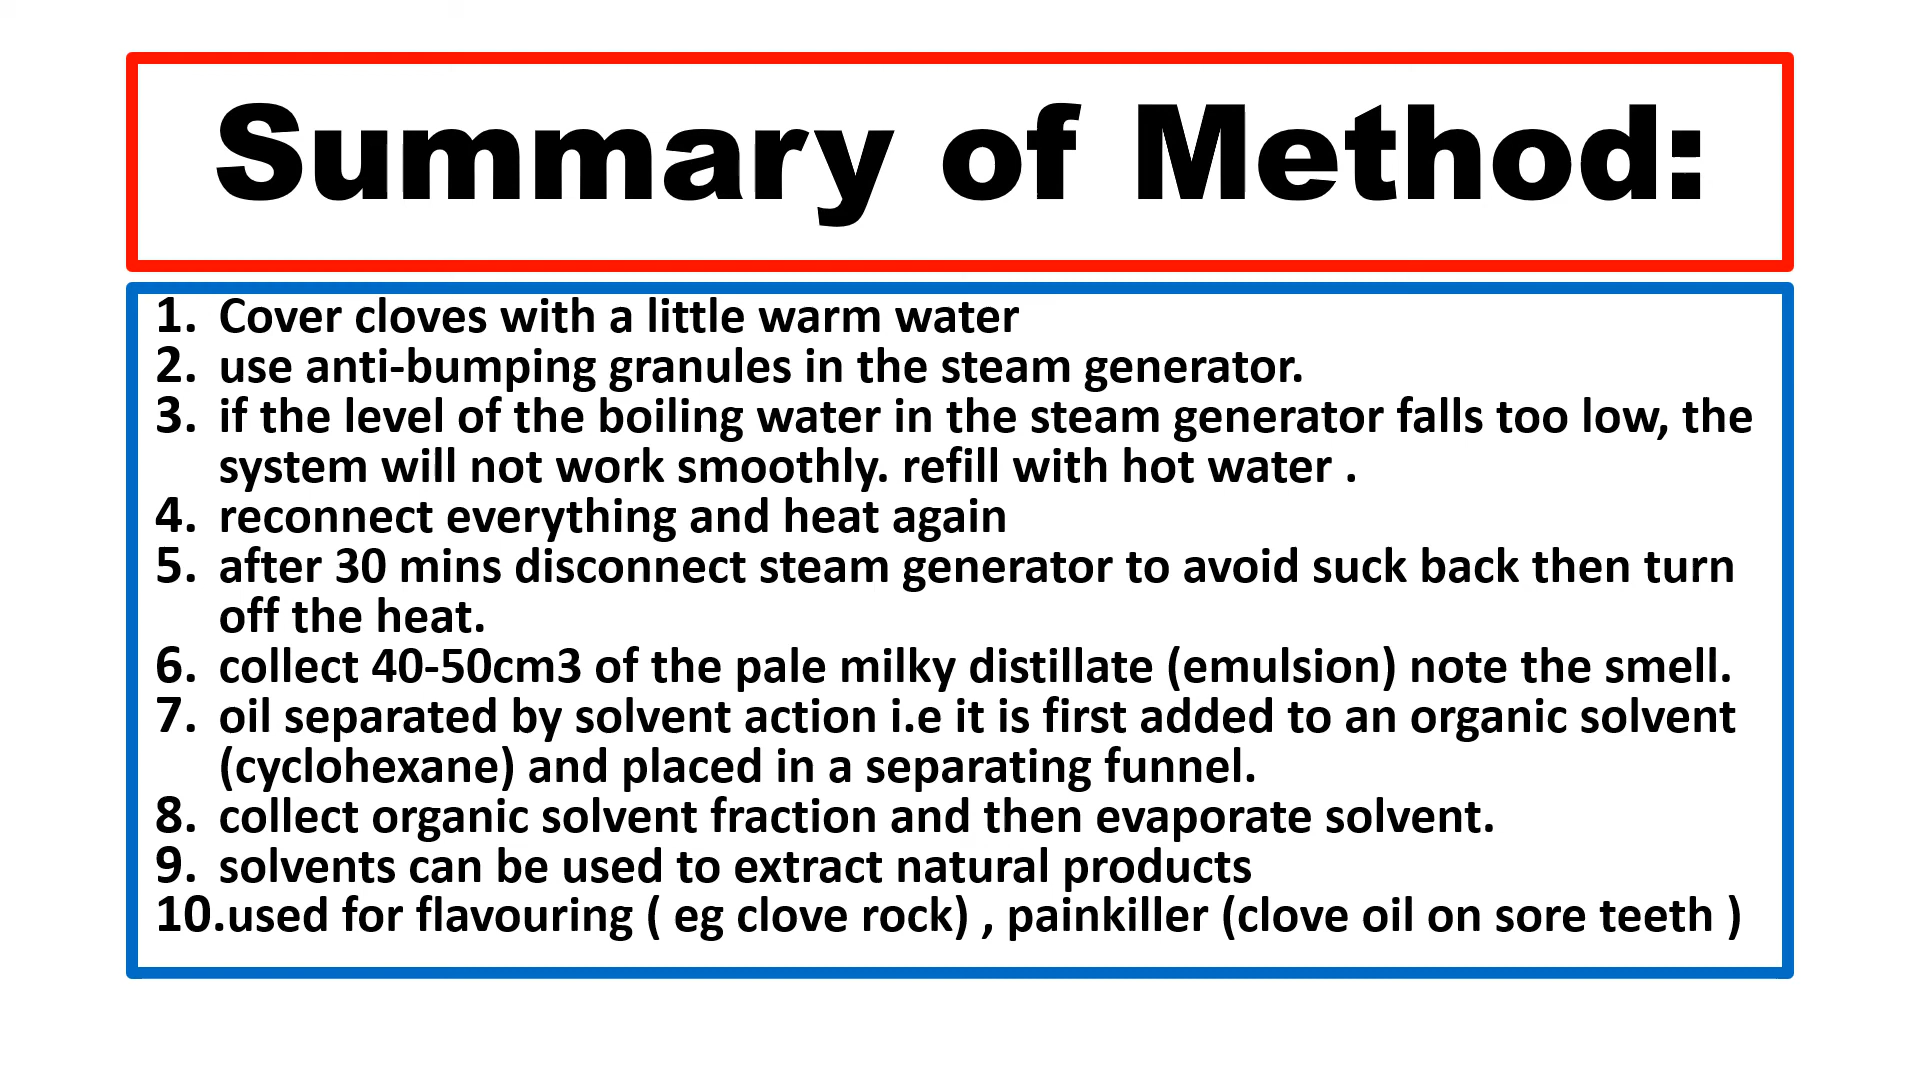 Summary of Method:
1. Cover cloves with a little warm water
2. use anti-bumping granules in the steam generator.
3. if the level of the boiling water in the steam generator falls too low, the
system will not work smoothly. refill with hot water .
4. reconnect everything and heat again
5. after 30 mins disconnect steam generator to avoid suck back then turn
off the heat.
6. collect 40-50cm3 of the pale milky distillate (emulsion) note the smell.
7. oil separated by solvent action i.e it is first added to an organic solvent
(cyclohexane) and placed in a separating funnel.
8. collect organic solvent fraction and then evaporate solvent.
9. solvents can be used to extract natural products
10.used for flavouring ( eg clove rock) , painkiller (clove oil on sore teeth )